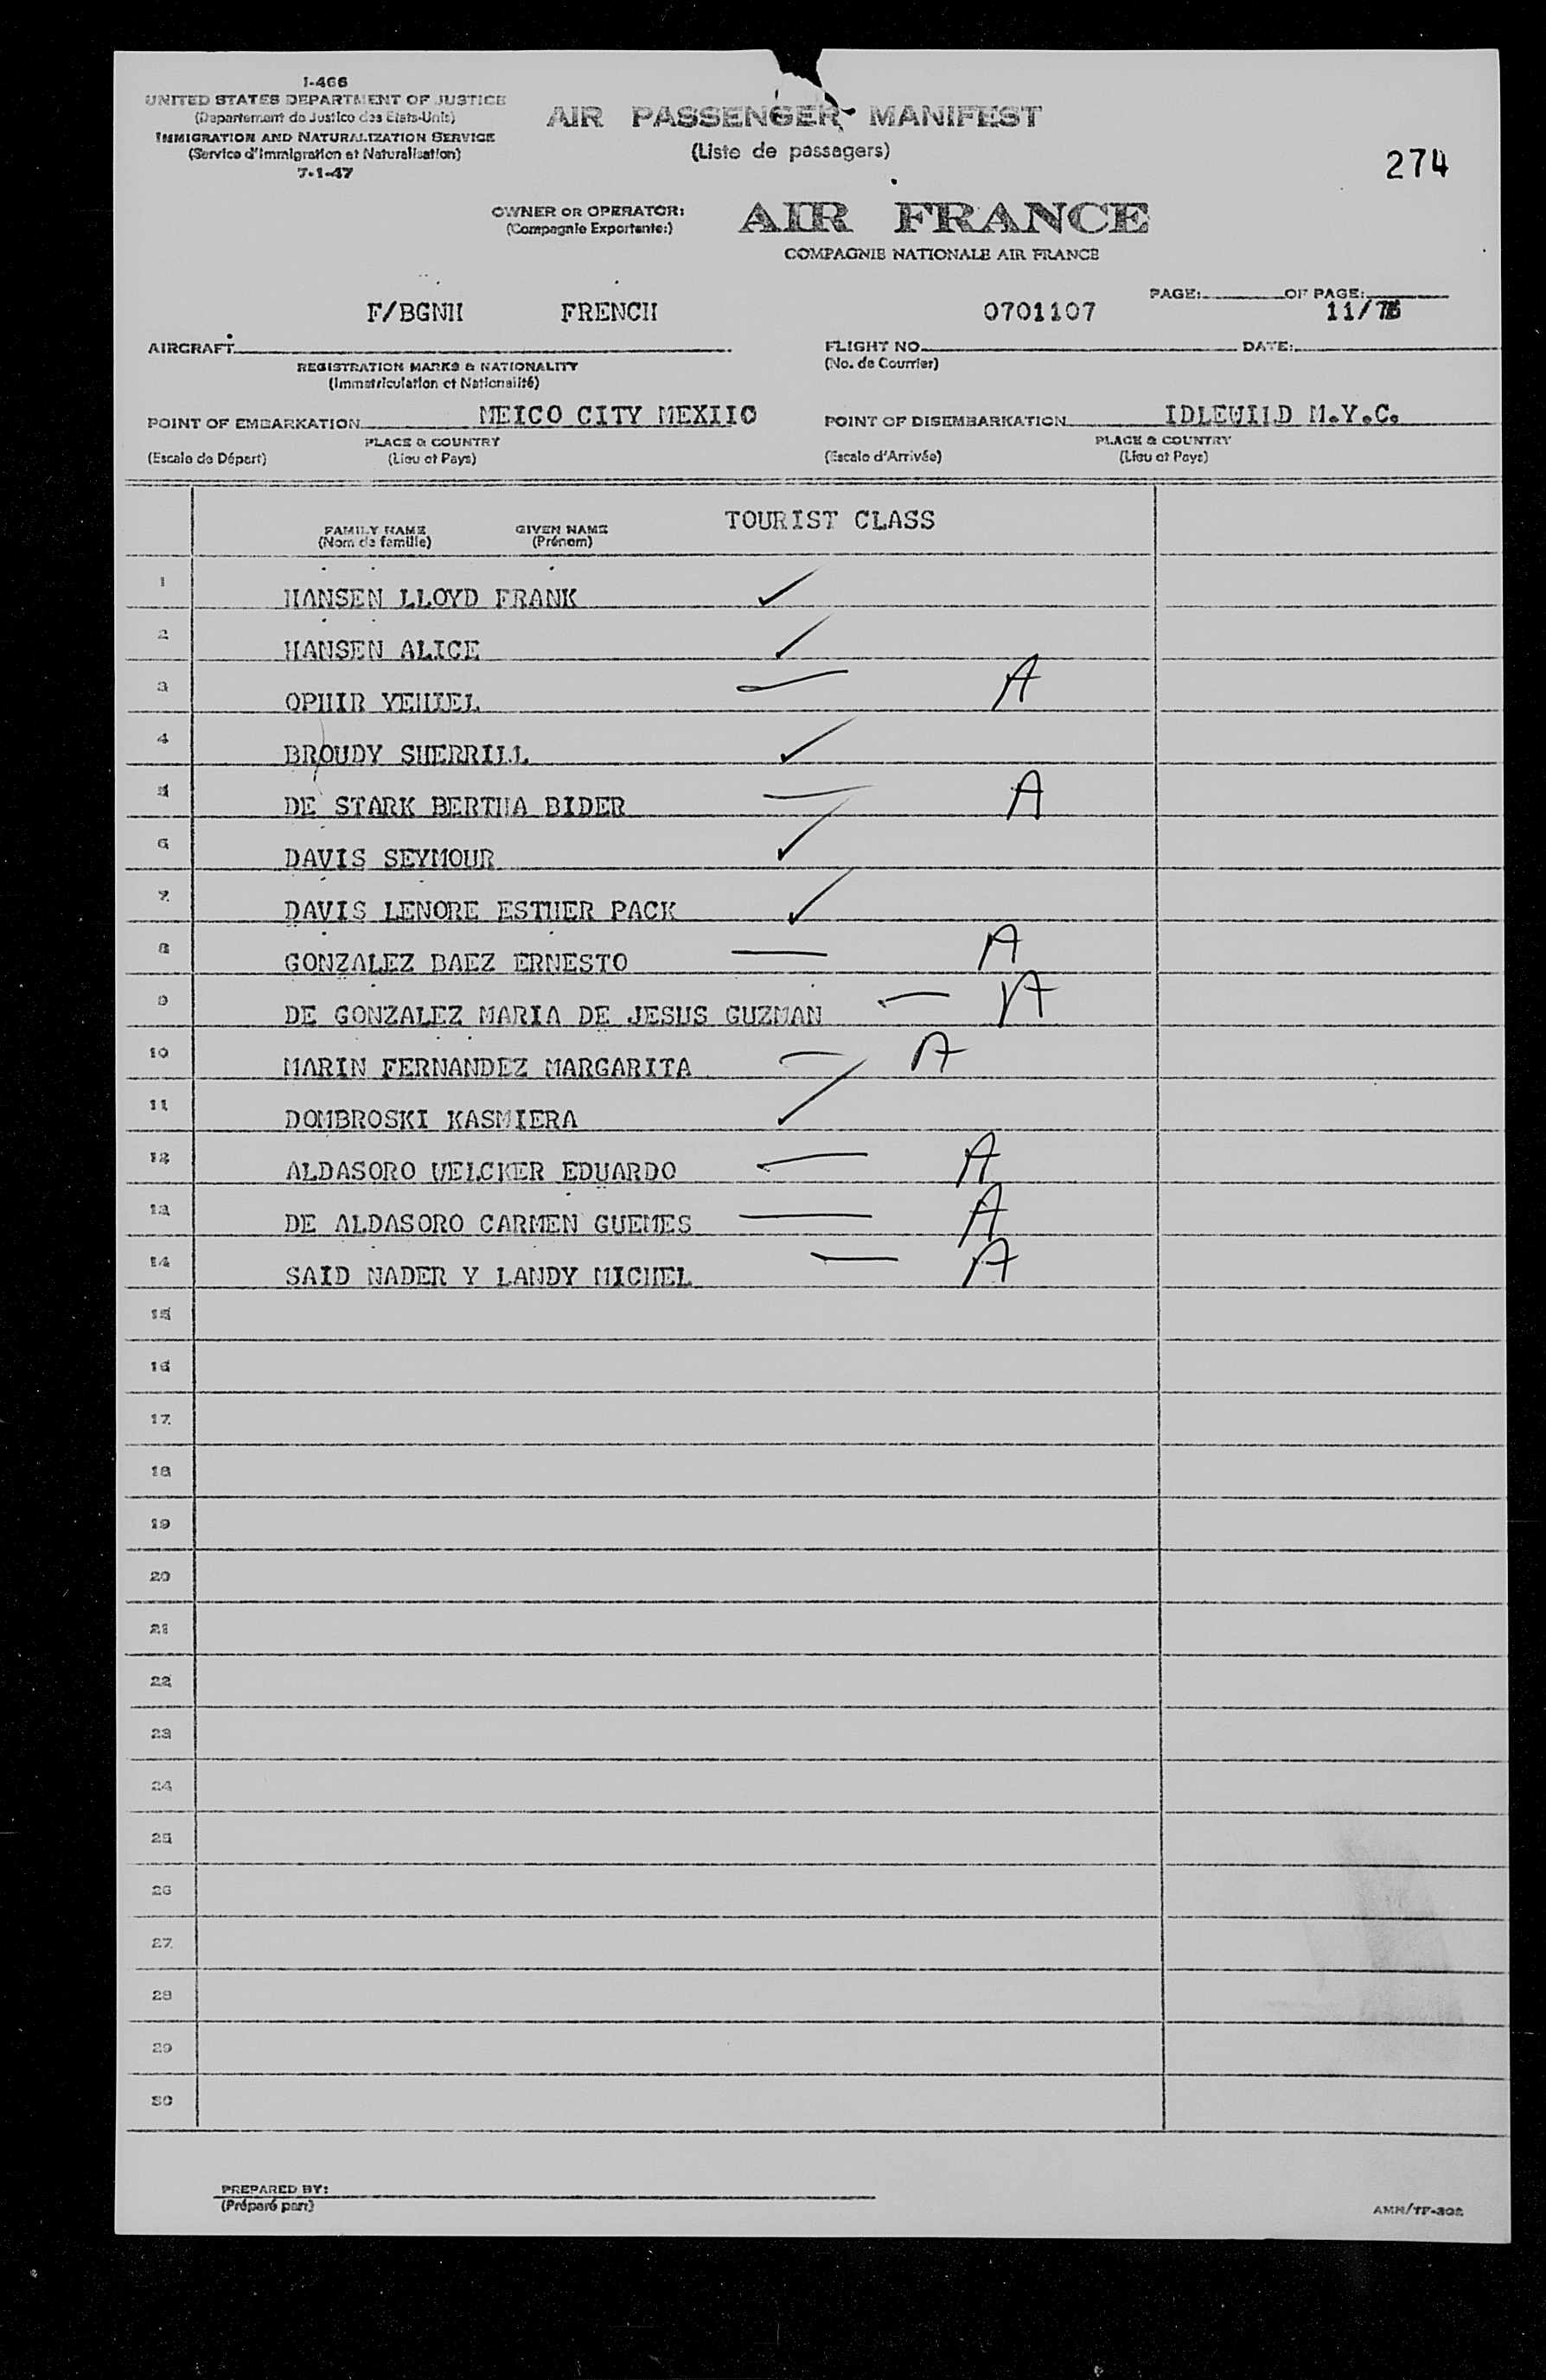 I-466
UNITED STATES DEPARTMENT OF JUSTICE
(Departement de Justice des Etats-Unis)
IMMIGRATION AND NATURALIZATION SERVICE
(Service d'Immigration et Naturalisation)
7-1-47
AIR PASSENGER MANIFEST
(Liste de passagers)
274
OWNER OR OPERATOR: AIR FRANCE
(Compagnie Exportante:)
COMPAGNIE NATIONALE AIR FRANCE
PAGE: OF PAGE:
F/BGNH FRENCH 0701107 11/
AIRCRAFT FLIGHT NO. DATE:
REGISTRATION MARKS & NATIONALITY (No. de Courrier)
(Immatriculation et Nationalité)
POINT OF EMBARKATION MEICO CITY MEXIIC POINT OF DISEMBARKATION IDLEWILD N.Y.C.
PLACE & COUNTRY PLACE & COUNTRY
(Escale de Départ) (Lieu et Pays) (Escale d'Arrivée) (Lieu et Pays)
TOURIST CLASS
FAMILY NAME GIVEN NAME
(Nom de famille) (Prénom)
1 HANSEN LLOYD FRANK ✓
2 HANSEN ALICE ✓
3 OPHIR YEHIEL — A
4 BROUDY SHERRILL ✓
5 DE STARK BERTHA BIDER — A
6 DAVIS SEYMOUR ✓
7 DAVIS LENORE ESTHER PACK ✓
8 GONZALEZ BAEZ ERNESTO — A
9 DE GONZALEZ MARIA DE JESUS GUZMAN — A
10 MARIN FERNANDEZ MARGARITA — A
11 DOMBROSKI KASMIERA ✓
12 ALDASORO WELCKER EDUARDO — A
13 DE ALDASORO CARMEN GUEMES — A
14 SAID NADER Y LANDY MICHEL — A
15
16
17
18
19
20
21
22
23
24
25
26
27
28
29
30
PREPARED BY:
(Préparé par:)
AMN/TF-302